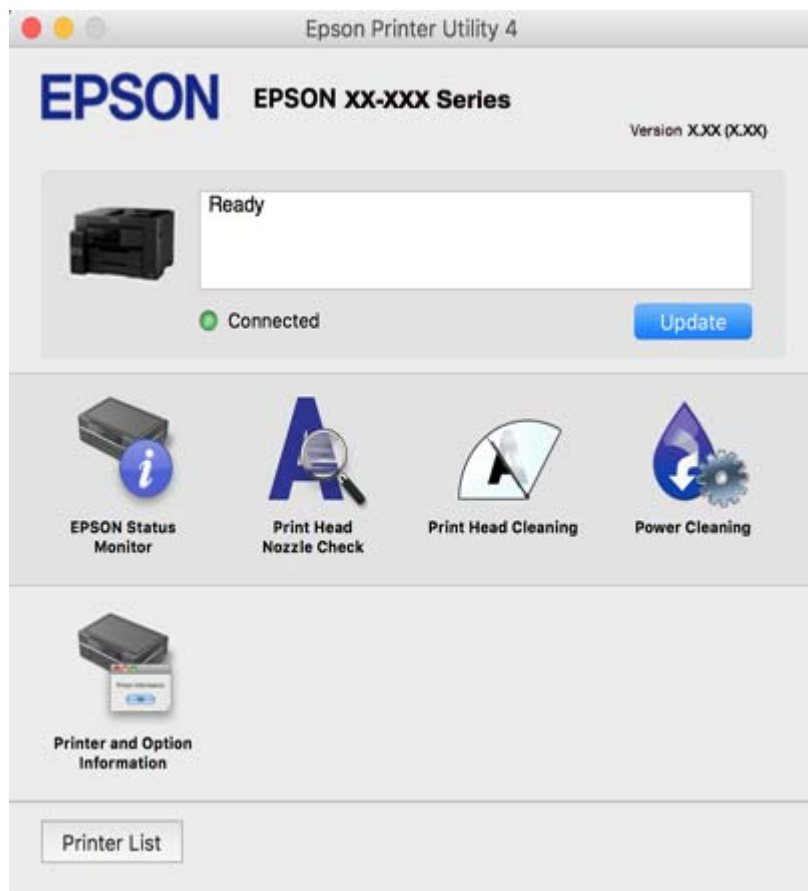 Epson Printer Utility 4
EPSON
EPSON XX-XXX Series
Version X.XX (X.XX)
Ready
Connected
Update
EPSON Status
Monitor
Print Head
Nozzle Check
Print Head Cleaning
Power Cleaning
Printer and Option
Information
Printer List